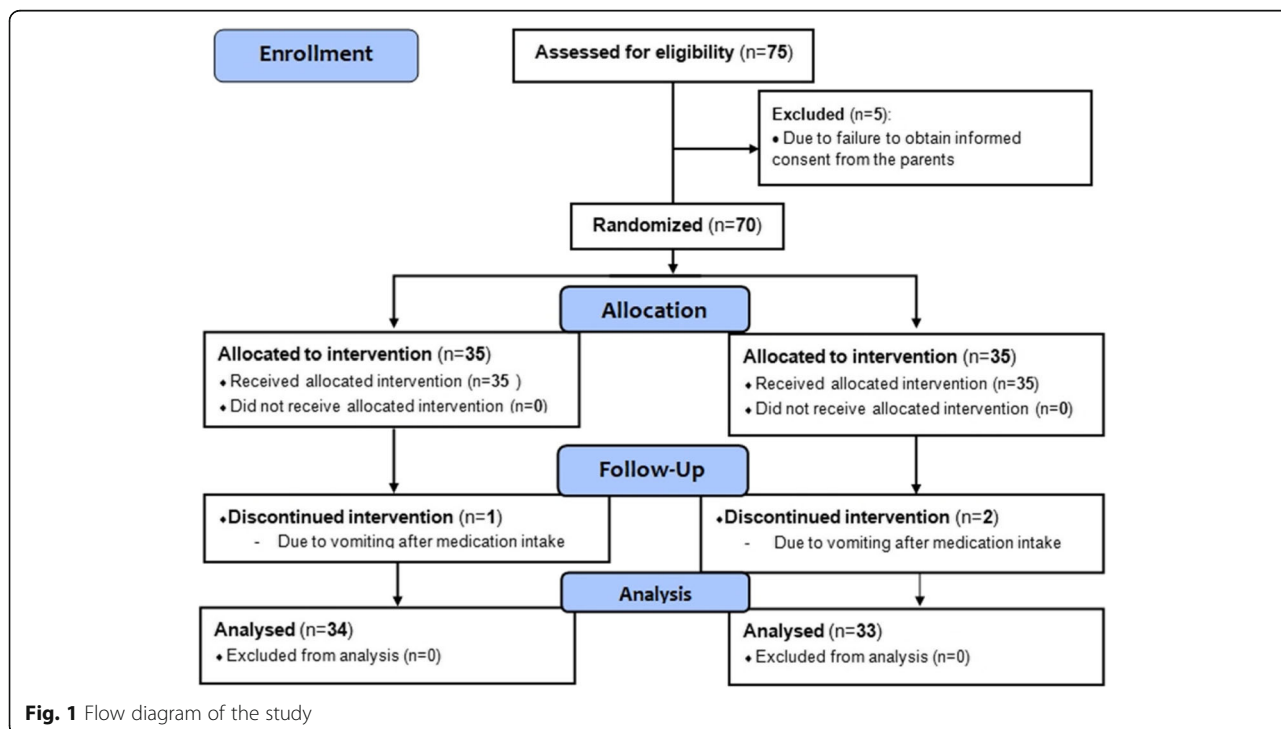 Enrollment
Assessed for eligibility (n=75)
Excluded (n=5):
• Due to failure to obtain informed
consent from the parents
Randomized (n=70)
Allocation
Allocated to intervention (n=35)
♦ Received allocated intervention (n=35 )
♦ Did not receive allocated intervention (n=0)
Allocated to intervention (n=35)
♦ Received allocated intervention (n=35)
♦ Did not receive allocated intervention (n=0)
Follow-Up
♦Discontinued intervention (n=1)
- Due to vomiting after medication intake
♦Discontinued intervention (n=2)
- Due to vomiting after medication intake
Analysis
Analysed (n=34)
♦ Excluded from analysis (n=0)
Analysed (n=33)
♦ Excluded from analysis (n=0)
Fig. 1 Flow diagram of the study